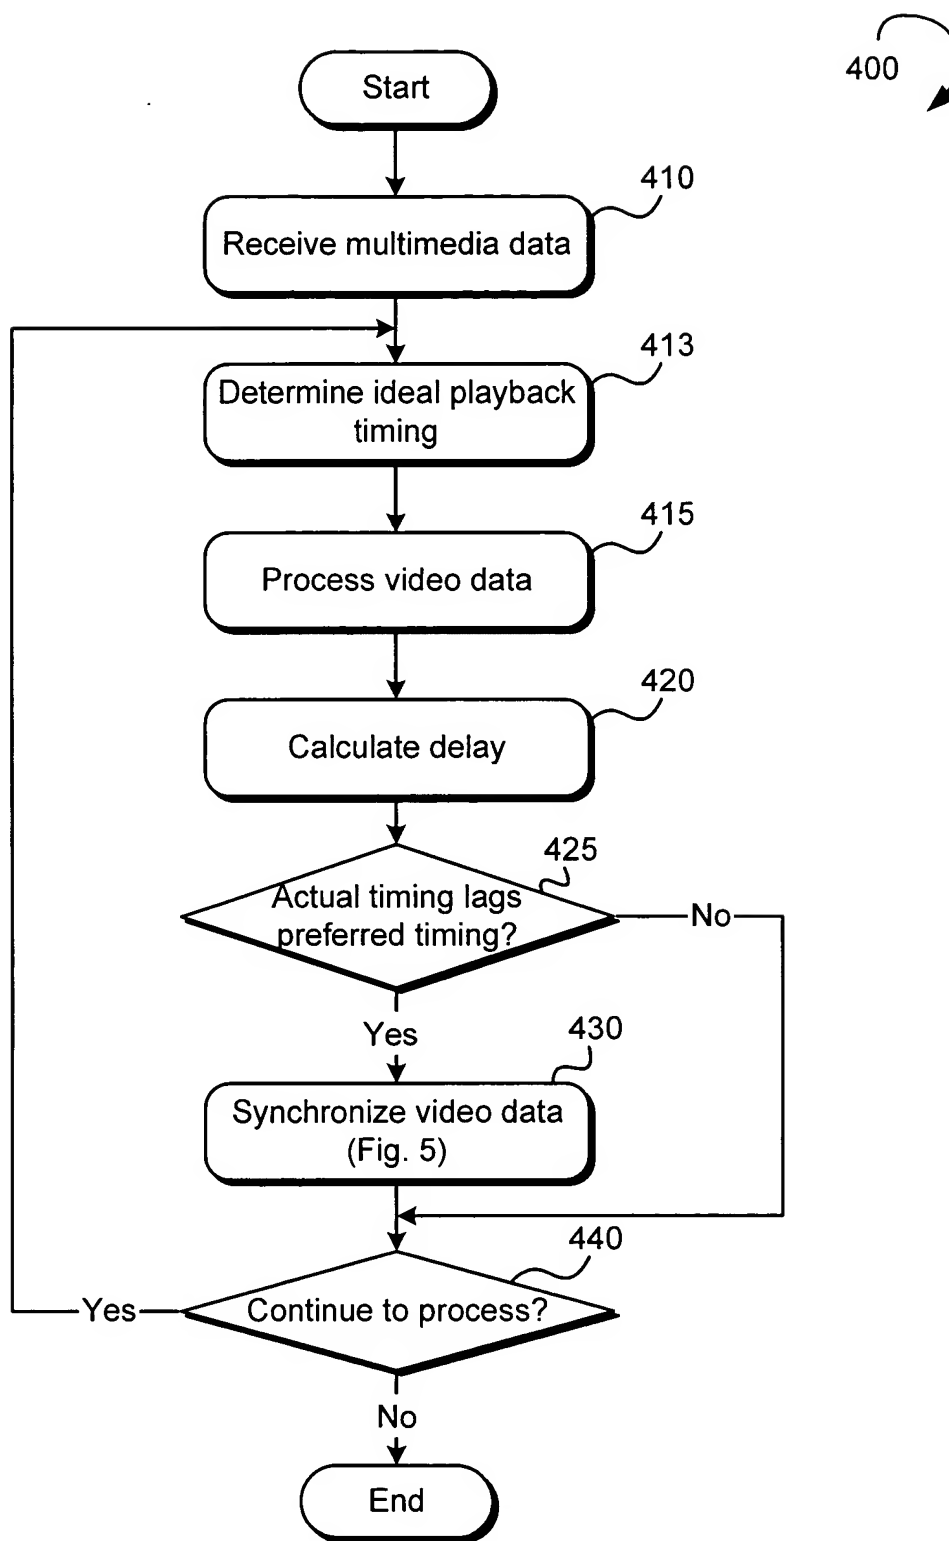 400
Start
410
Receive multimedia data
413
Determine ideal playback
timing
415
Process video data
420
Calculate delay
425
Actual timing lags
preferred timing?
No
Yes
430
Synchronize video data
(Fig. 5)
440
Continue to process?
Yes
No
End